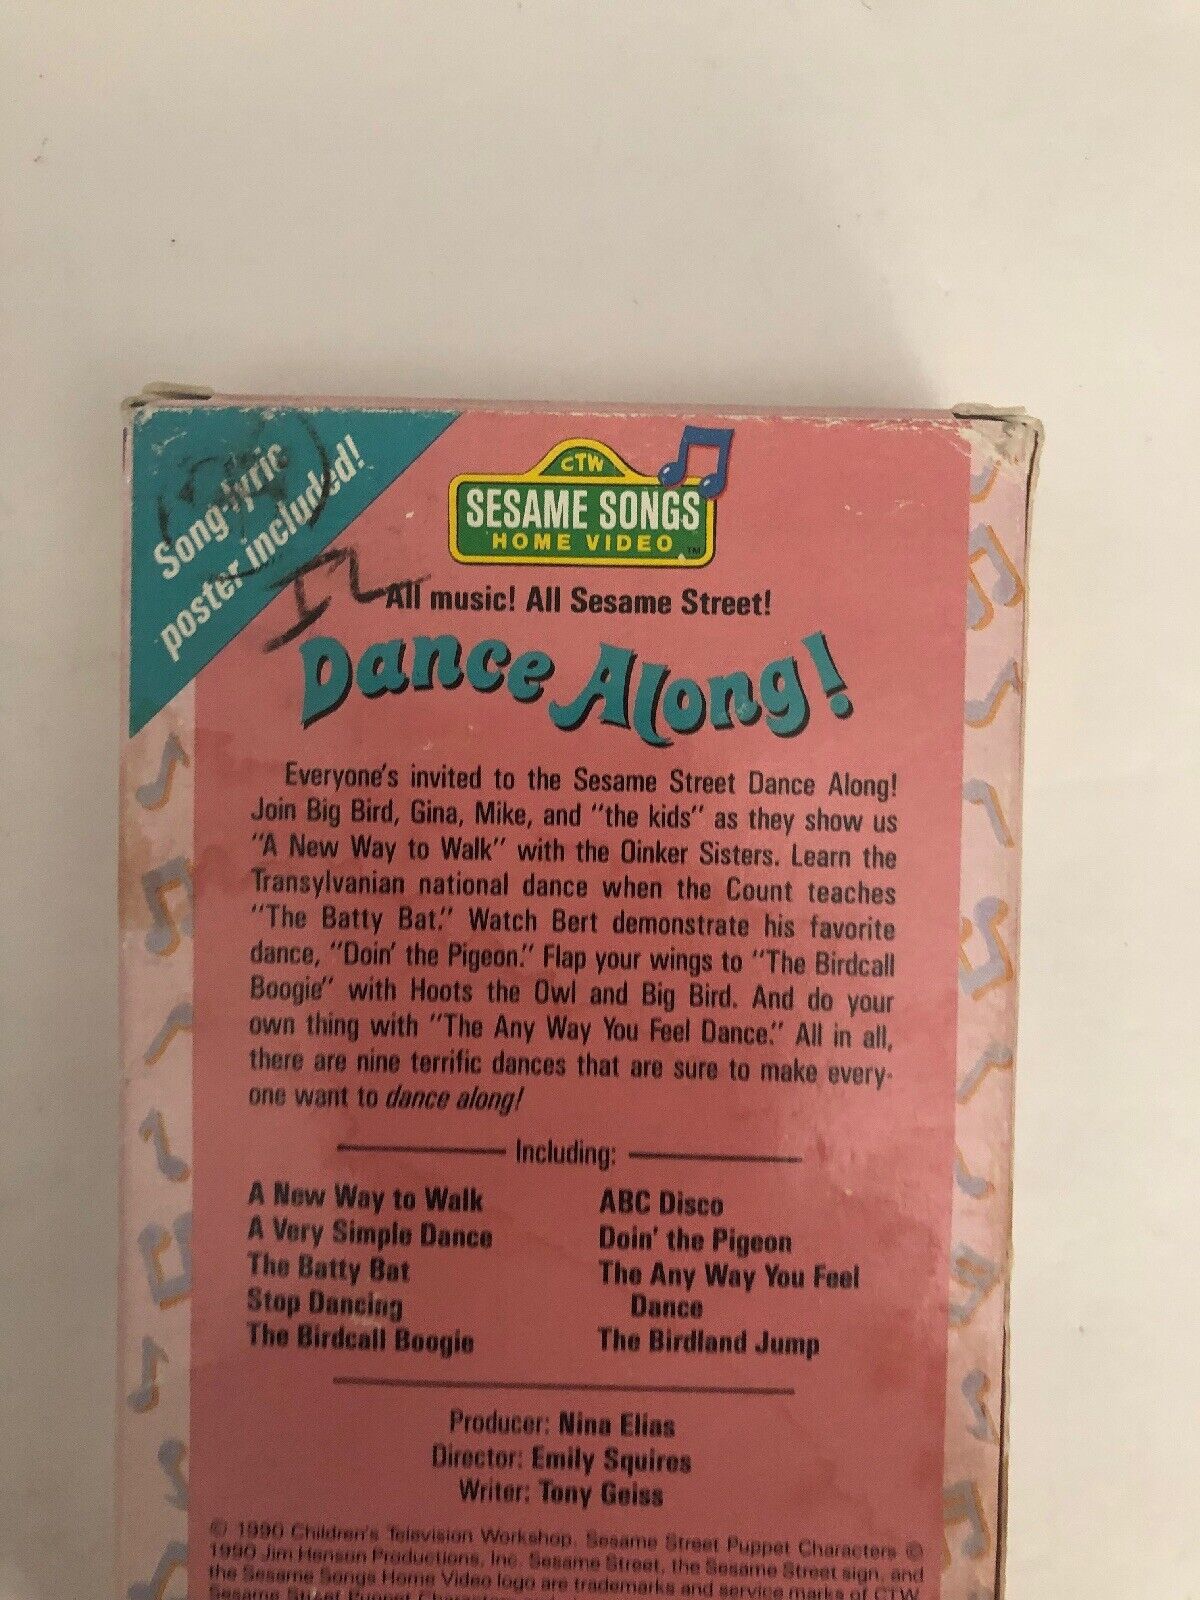 Song-lyric
poster included!
CTW
SESAME SONGS
HOME VIDEO
TM
All music! All Sesame Street!
Dance Along!
Everyone's invited to the Sesame Street Dance Along!
Join Big Bird, Gina, Mike, and "the kids" as they show us
"A New Way to Walk" with the Oinker Sisters. Learn the
Transylvanian national dance when the Count teaches
"The Batty Bat." Watch Bert demonstrate his favorite
dance, "Doin' the Pigeon." Flap your wings to "The Birdcall
Boogie" with Hoots the Owl and Big Bird. And do your
own thing with "The Any Way You Feel Dance." All in all,
there are nine terrific dances that are sure to make every-
one want to dance along!
Including:
A New Way to Walk
A Very Simple Dance
The Batty Bat
Stop Dancing
The Birdcall Boogie
ABC Disco
Doin' the Pigeon
The Any Way You Feel
Dance
The Birdland Jump
Producer: Nina Elias
Director: Emily Squires
Writer: Tony Geiss
© 1990 Children's Television Workshop. Sesame Street Puppet Characters ©
1990 Jim Henson Productions, Inc. Sesame Street, the Sesame Street sign, and
the Sesame Songs Home Video logo are trademarks and service marks of CTW.
Sesame Street Puppet